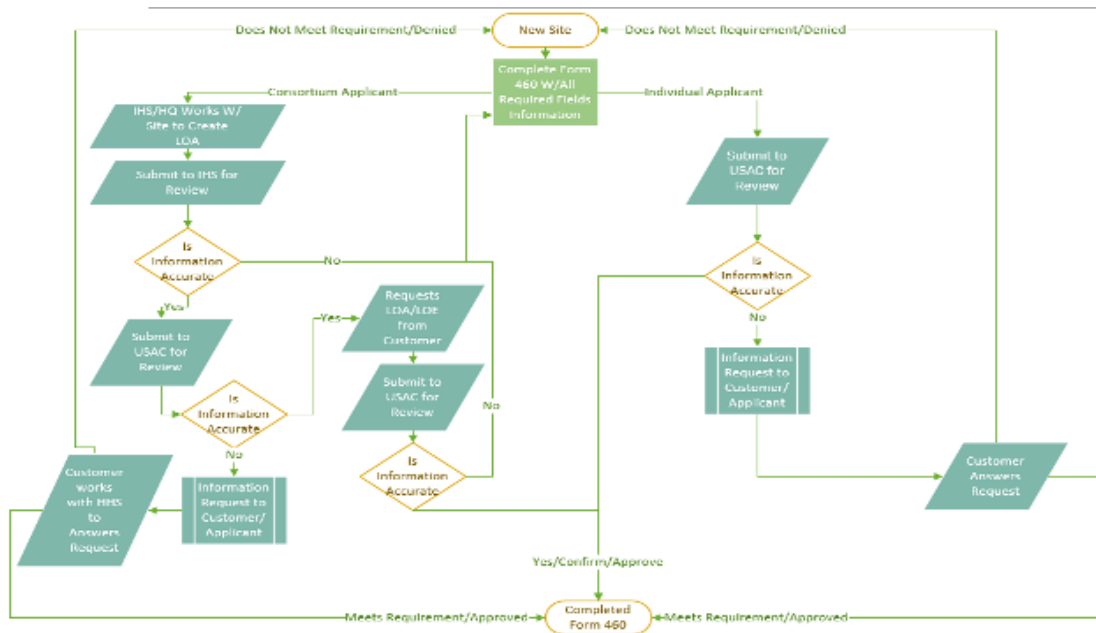 Does Not Meet Requirement/Denied
New Site
Does Not Meet Requirement/Denied
Complete Form
460 W/All
Required Fields
Information
Consortium Applicant
Individual Applicant
IHS/HQ Works W/
Site to Create
LOA
Submit to IHS for
Review
Submit to
USAC for
Review
Is
Information
Accurate
No
Is
Information
Accurate
Yes
Requests
LOA/LOE
from
Customer
Yes
No
Submit to
USAC for
Review
Information
Request to
Customer/
Applicant
Submit to
USAC for
Review
Is
Information
Accurate
No
No
Is
Information
Accurate
Customer
works
with HHS
to
Answers
Request
Information
Request to
Customer/
Applicant
Customer
Answers
Request
Yes/Confirm/Approve
Meets Requirement/Approved
Completed
Form 460
Meets Requirement/Approved